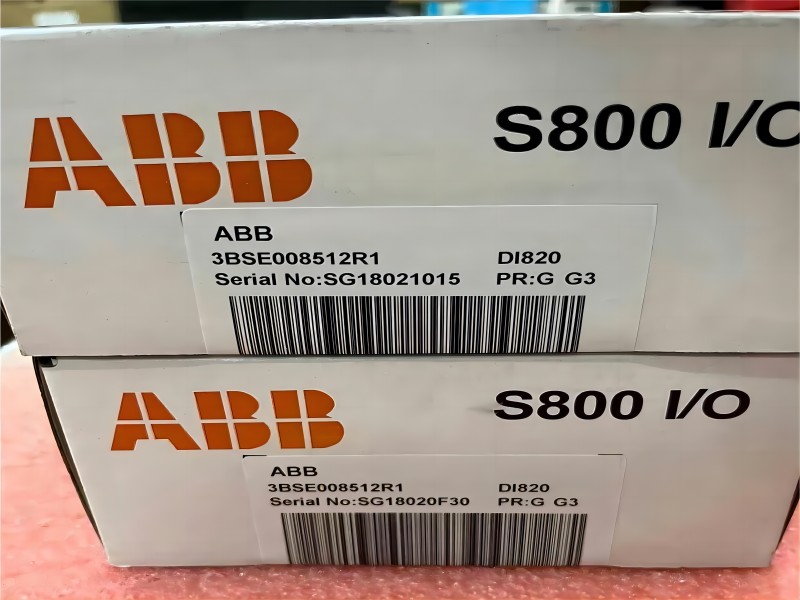 ABB S800 I/O
ABB
3BSE008512R1 DI820
Serial No:SG18021015 PR:G G3
ABB S800 I/O
ABB
3BSE008512R1 DI820
Serial No:SG18020F30 PR:G G3